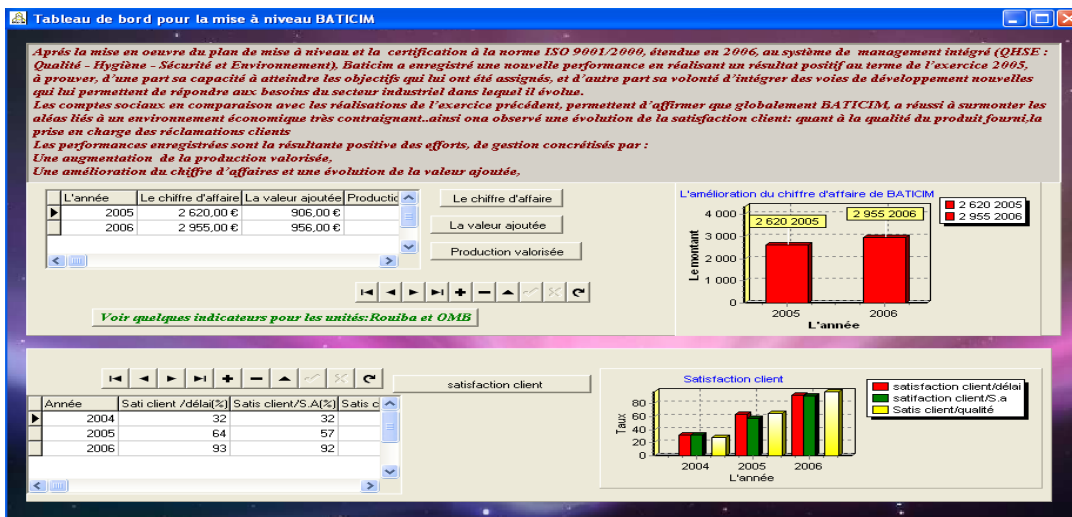 Tableau de bord pour la mise à niveau BATICIM
Aprés la mise en oeuvre du plan de mise à niveau et la certification à la norme ISO 9001/2000, étendue en 2006, au système de management intégré (QHSE :
Qualité - Hygiène - Sécurité et Environnement), Baticim a enregistré une nouvelle performance en réalisant un résultat positif au terme de l'exercice 2005,
à prouver, d'une part sa capacité à atteindre les objectifs qui lui ont été assignés, et d'autre part sa volonté d'intégrer des voies de développement nouvelles
qui lui permettent de répondre aux besoins du secteur industriel dans lequel il évolue.
Les comptes sociaux en comparaison avec les réalisations de l'exercice précédent, permettent d'affirmer que globalement BATICIM, a réussi à surmonter les
aléas liés à un environnement économique très contraignant..ainsi ona observé une évolution de la satisfaction client: quant à la qualité du produit fourni,la
prise en charge des réclamations clients
Les performances enregistrées sont la résultante positive des efforts, de gestion concrétisés par :
Une augmentation de la production valorisée,
Une amélioration du chiffre d'affaires et une évolution de la valeur ajoutée,
L'année Le chiffre d'affaire La valeur ajoutée Productic
2005 2 620,00 € 906,00 €
2006 2 955,00 € 956,00 €
Le chiffre d'affaire
La valeur ajoutée
Production valorisée
Voir quelques indicateurs pour les unités:Rouiba et OMB
L'amélioration du chiffre d'affaire de BATICIM
4 000
3 000
2 000
1 000
0
Le montant
2 620 2005
2 955 2006
2005 2006
L'année
2 620 2005
2 955 2006
satisfaction client
Année Sati client /délai(%) Satis client/S.A(%) Satis c
2004 32 32
2005 64 57
2006 93 92
Satisfaction client
80
60
40
20
0
Taux
2004 2005 2006
L'année
satisfaction client/délai
satifaction client/S.a
Satis client/qualité